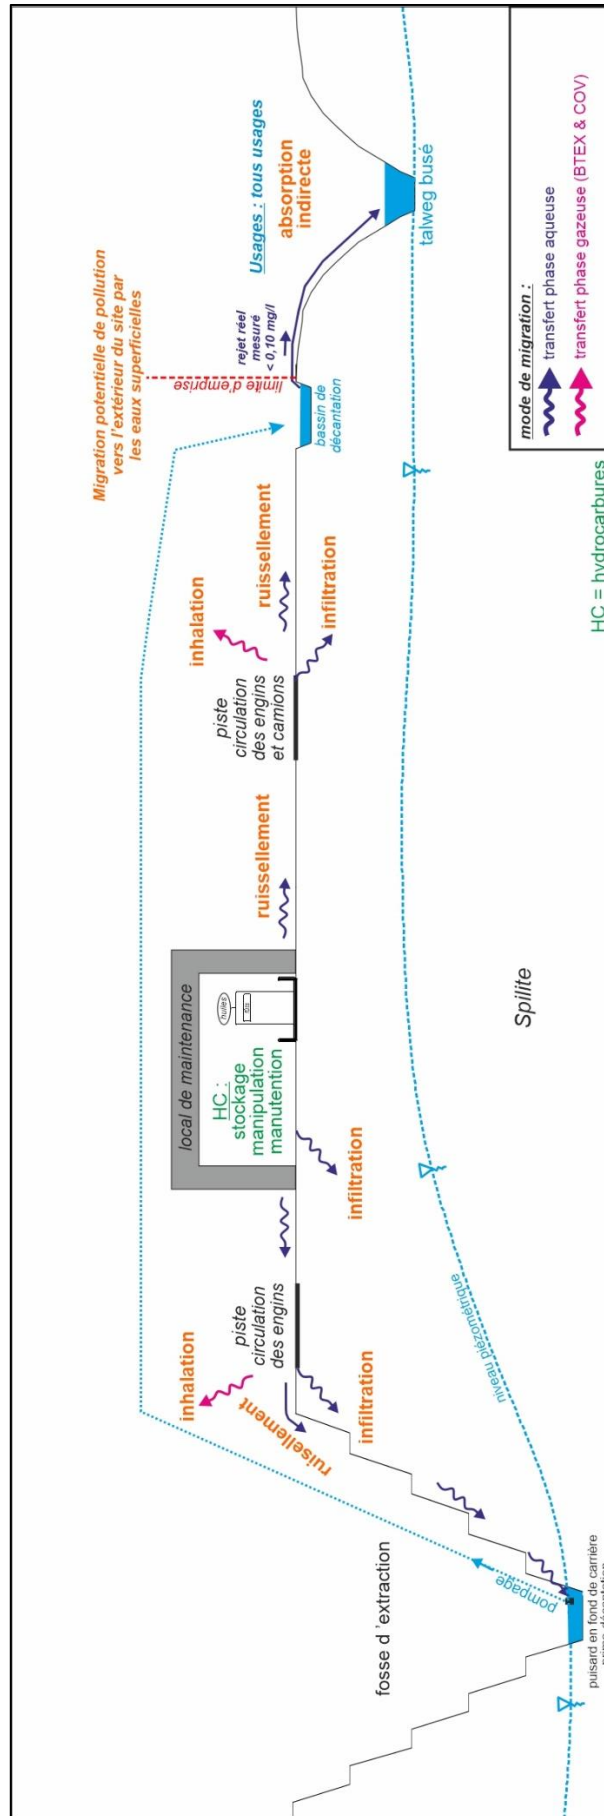 Migration potentielle de pollution
vers l'extérieur du site par
les eaux superficielles
limite d'emprise
rejet réel
mesuré
< 0,10 mg/l
Usages : tous usages
absorption
indirecte
talweg busé
bassin de
décantation
ruissellement
inhalation
infiltration
piste
circulation
des engins
et camions
ruissellement
local de maintenance
huiles
HC :
stockage
manipulation
manutention
infiltration
piste
circulation
des engins
inhalation
ruisellement
infiltration
fosse d 'extraction
pompage
puisard en fond de carrière
niveau piézométrique
Spilite
mode de migration :
transfert phase aqueuse
transfert phase gazeuse (BTEX & COV)
HC = hydrocarbures